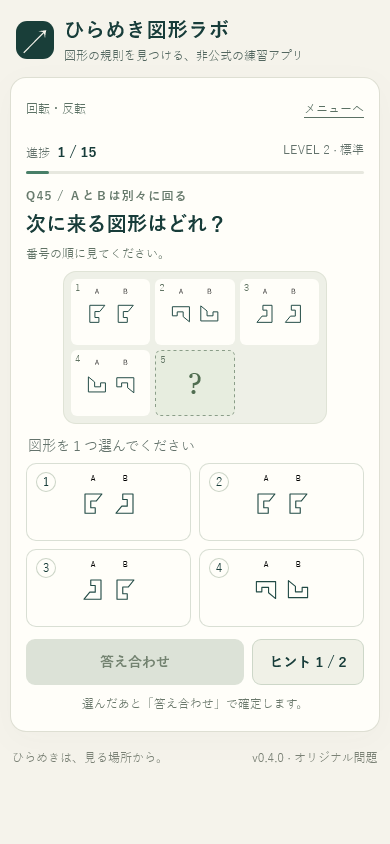 ひらめき図形ラボ
図形の規則を見つける、非公式の練習アプリ
回転・反転
メニューへ
進捗 1 / 15
LEVEL 2 · 標準
Q45 / AとBは別々に回る
次に来る図形はどれ？
番号の順に見てください。
1 A B
2 A B
3 A B
4 A B
5 ?
図形を1つ選んでください
1 A B
2 A B
3 A B
4 A B
答え合わせ
ヒント 1 / 2
選んだあと「答え合わせ」で確定します。
ひらめきは、見る場所から。
v0.4.0 · オリジナル問題